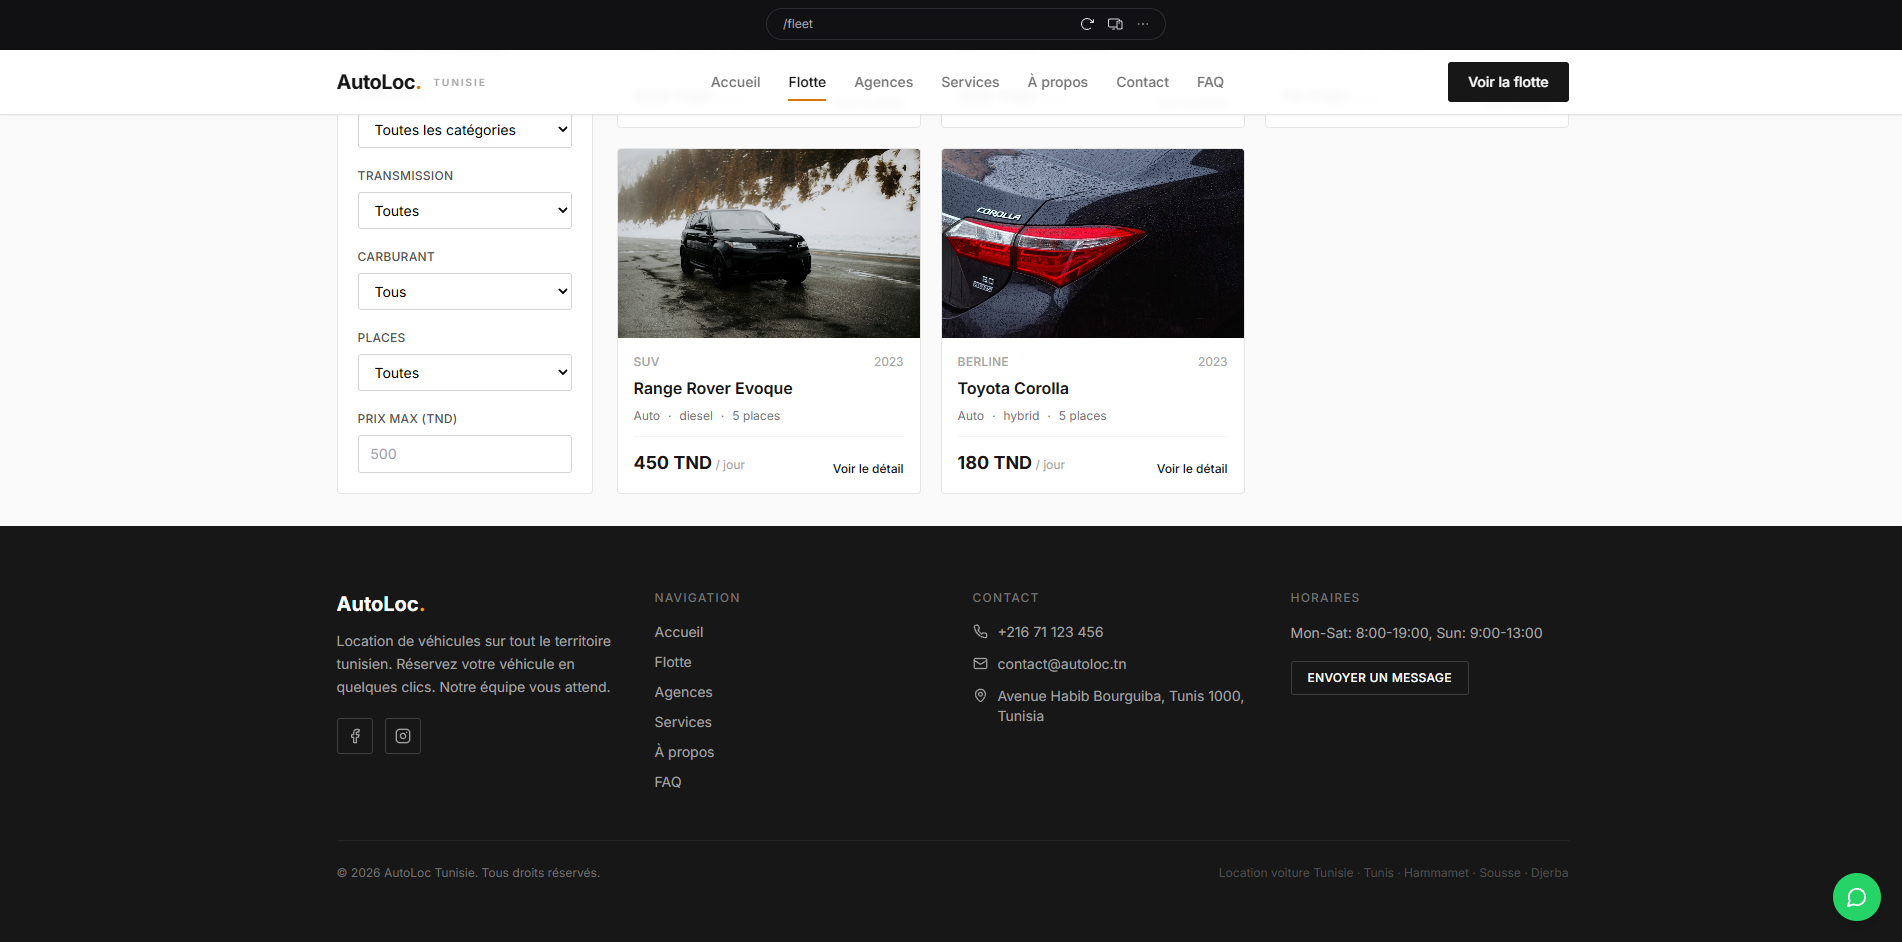 /fleet
AutoLoc. TUNISIE
Accueil
Flotte
Agences
Services
À propos
Contact
FAQ
Voir la flotte
Toutes les catégories
TRANSMISSION
Toutes
CARBURANT
Tous
PLACES
Toutes
PRIX MAX (TND)
500
COROLLA
SUV 2023
Range Rover Evoque
Auto · diesel · 5 places
450 TND / jour Voir le détail
BERLINE 2023
Toyota Corolla
Auto · hybrid · 5 places
180 TND / jour Voir le détail
AutoLoc.
Location de véhicules sur tout le territoire
tunisien. Réservez votre véhicule en
quelques clics. Notre équipe vous attend.
NAVIGATION
Accueil
Flotte
Agences
Services
À propos
FAQ
CONTACT
+216 71 123 456
contact@autoloc.tn
Avenue Habib Bourguiba, Tunis 1000,
Tunisia
HORAIRES
Mon-Sat: 8:00-19:00, Sun: 9:00-13:00
ENVOYER UN MESSAGE
© 2026 AutoLoc Tunisie. Tous droits réservés.
Location voiture Tunisie · Tunis · Hammamet · Sousse · Djerba